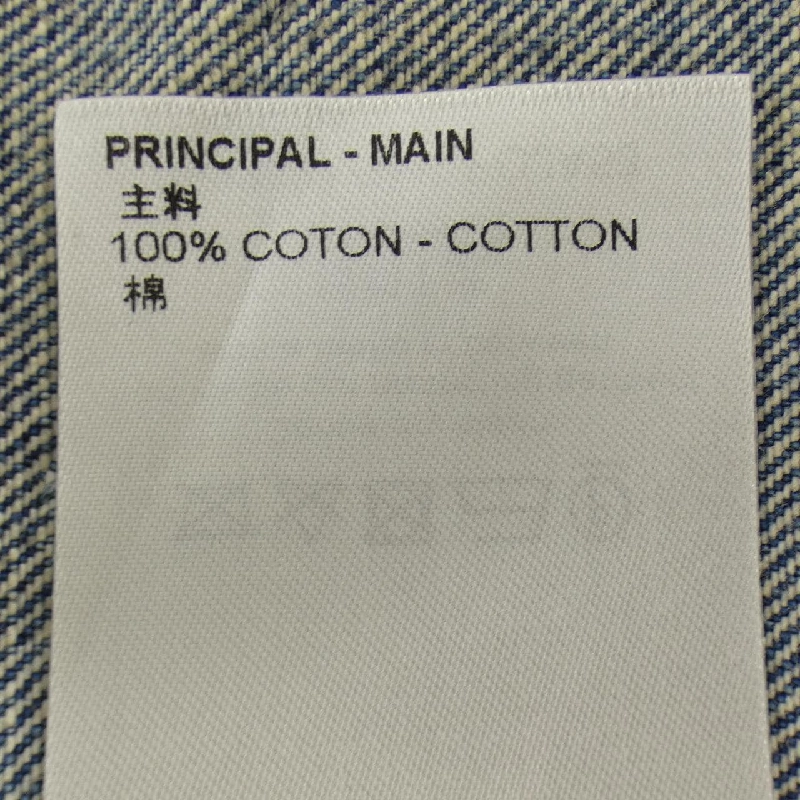 PRINCIPAL - MAIN
主料
100% COTON - COTTON
棉